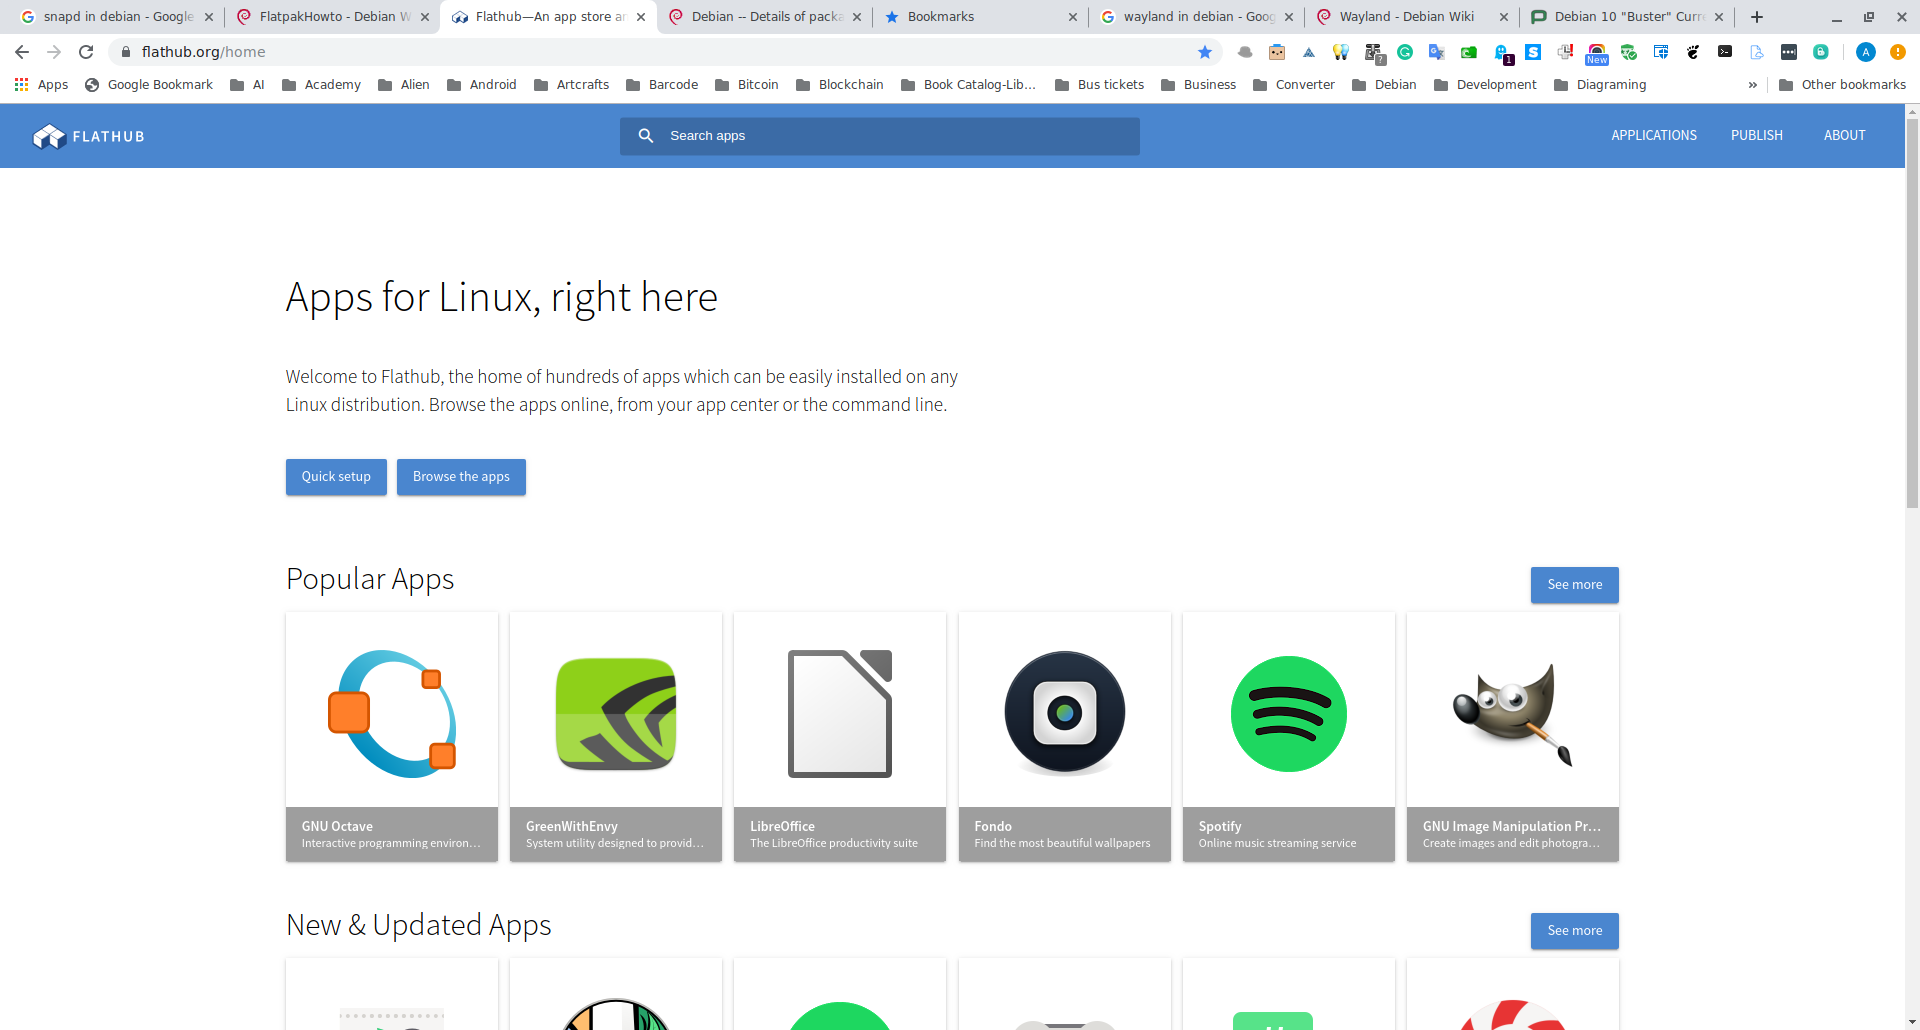 snapd in debian - Google
FlatpakHowto - Debian W
Flathub—An app store an
Debian -- Details of packa
Bookmarks
wayland in debian - Goog
Wayland - Debian Wiki
Debian 10 "Buster" Curr
flathub.org/home
?
1
New
A
Apps
Google Bookmark
AI
Academy
Alien
Android
Artcrafts
Barcode
Bitcoin
Blockchain
Book Catalog-Lib...
Bus tickets
Business
Converter
Debian
Development
Diagraming
»
Other bookmarks
FLATHUB
Search apps
APPLICATIONS
PUBLISH
ABOUT
Apps for Linux, right here
Welcome to Flathub, the home of hundreds of apps which can be easily installed on any
Linux distribution. Browse the apps online, from your app center or the command line.
Quick setup
Browse the apps
Popular Apps
See more
GNU Octave
Interactive programming environ...
GreenWithEnvy
System utility designed to provid...
LibreOffice
The LibreOffice productivity suite
Fondo
Find the most beautiful wallpapers
Spotify
Online music streaming service
GNU Image Manipulation Pr...
Create images and edit photogra...
New & Updated Apps
See more